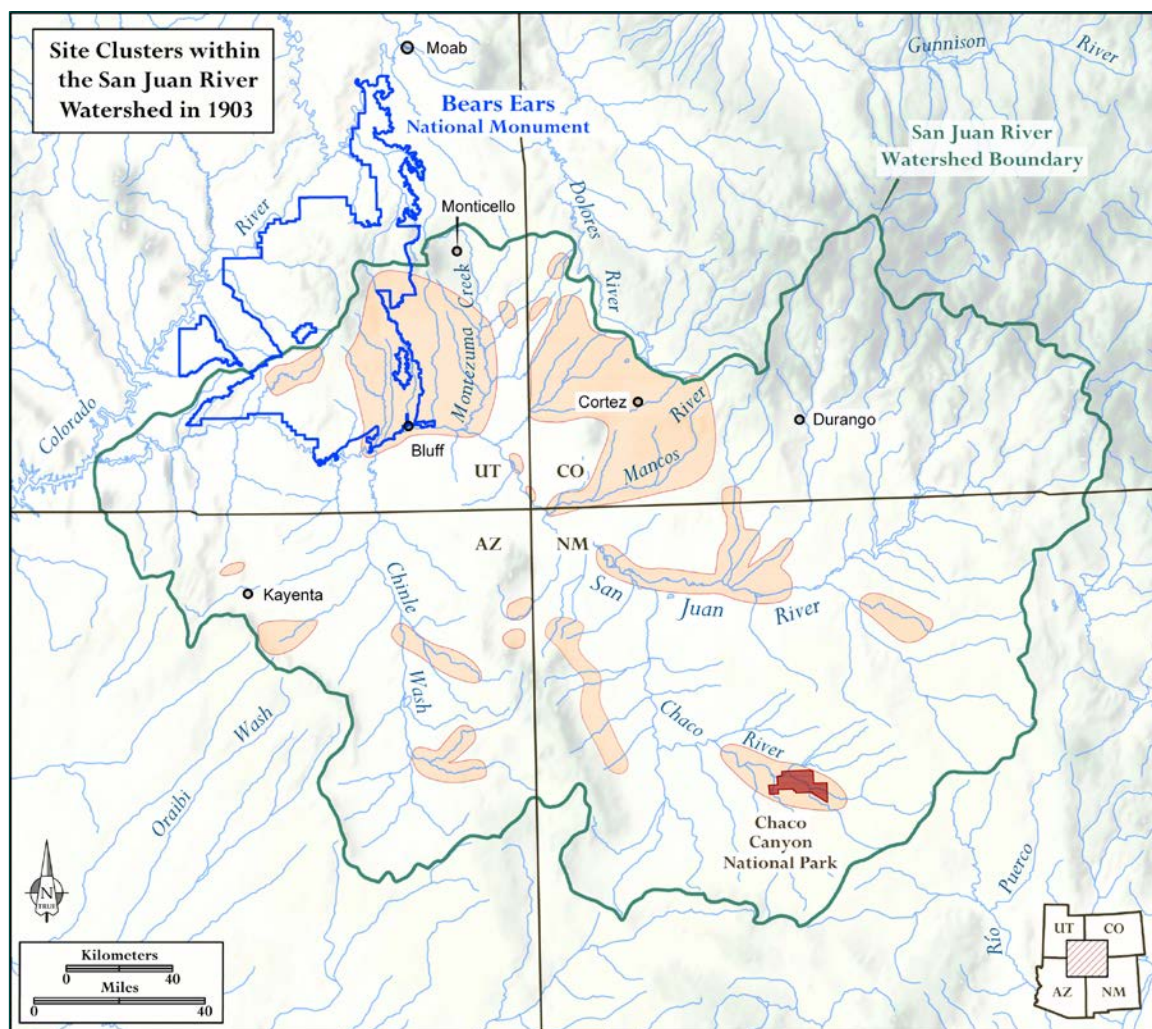 Site Clusters within
the San Juan River
Watershed in 1903
Moab
Gunnison
River
Bears Ears
National Monument
San Juan River
Watershed Boundary
Dolores
River
River
Monticello
Montezuma Creek
Colorado
Cortez
River
Mancos
Durango
Bluff
UT
CO
AZ
NM
Kayenta
Chinle
Wash
San
Juan
River
Chaco
River
Wash
Oraibi
Chaco
Canyon
National Park
Puerco
Río
N
TRUE
Kilometers
0
40
Miles
0
40
UT
CO
AZ
NM